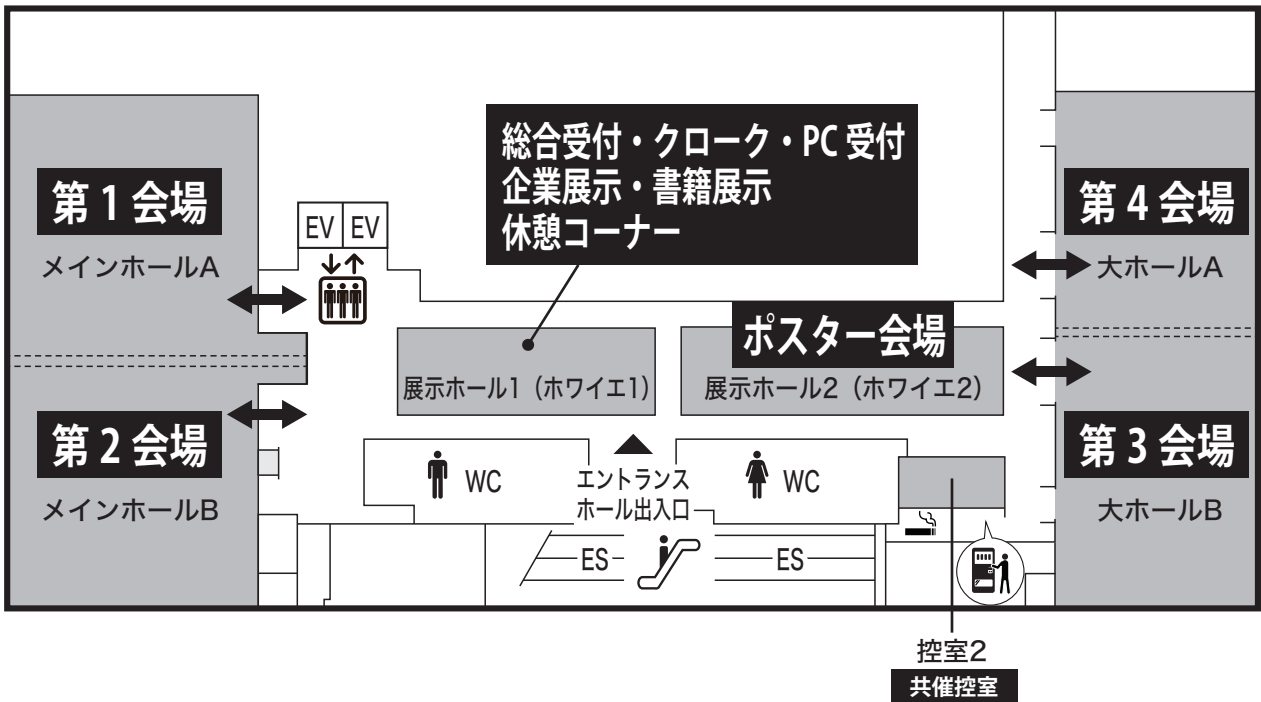 総合受付・クローク・PC 受付
企業展示・書籍展示
休憩コーナー
第 1 会場
メインホールA
EV EV
第 4 会場
大ホールA
ポスター会場
展示ホール1（ホワイエ1）
展示ホール2（ホワイエ2）
第 2 会場
メインホールB
第 3 会場
大ホールB
WC
エントランス
ホール出入口
WC
ES
ES
控室2
共催控室